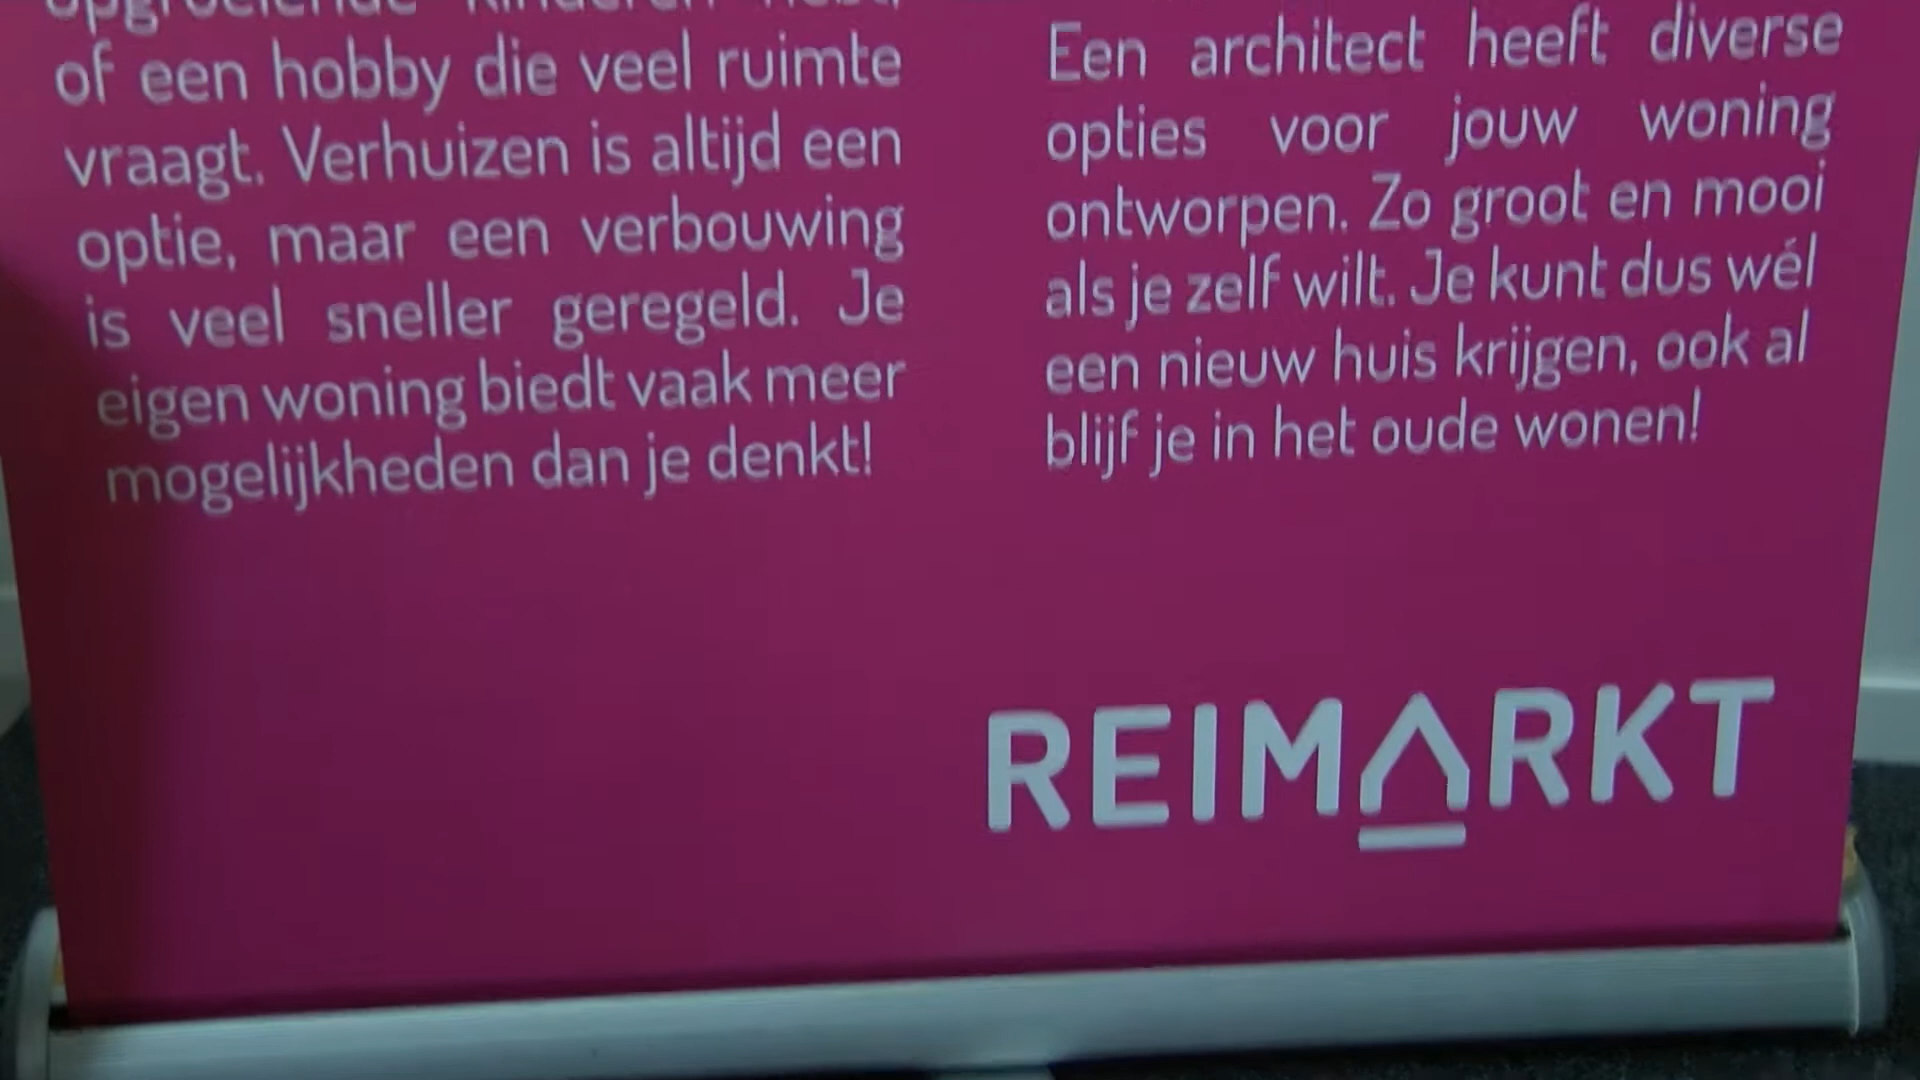 opgroeiende kinderen hebt,
of een hobby die veel ruimte
vraagt. Verhuizen is altijd een
optie, maar een verbouwing
is veel sneller geregeld. Je
eigen woning biedt vaak meer
mogelijkheden dan je denkt!
Een architect heeft diverse
opties voor jouw woning
ontworpen. Zo groot en mooi
als je zelf wilt. Je kunt dus wél
een nieuw huis krijgen, ook al
blijf je in het oude wonen!
REIMARKT